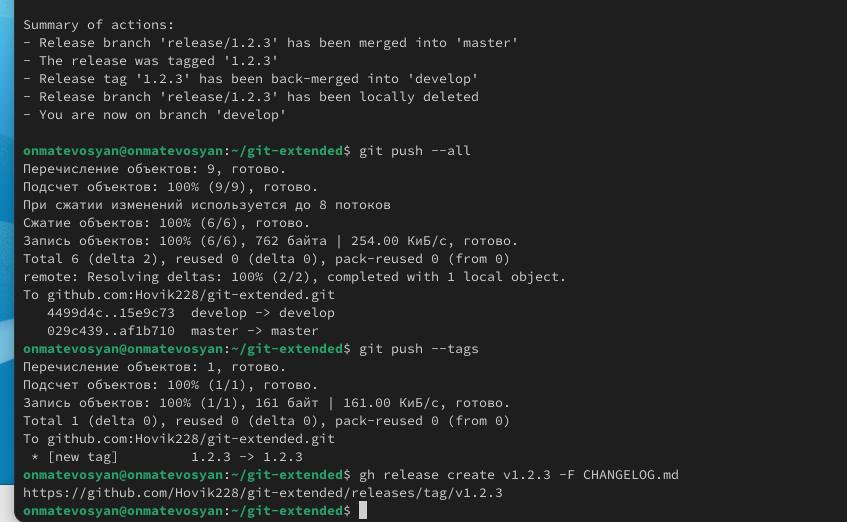 Summary of actions:
- Release branch 'release/1.2.3' has been merged into 'master'
- The release was tagged '1.2.3'
- Release tag '1.2.3' has been back-merged into 'develop'
- Release branch 'release/1.2.3' has been locally deleted
- You are now on branch 'develop'
onmatevosyan@onmatevosyan:~/git-extended$ git push --all
Перечисление объектов: 9, готово.
Подсчет объектов: 100% (9/9), готово.
При сжатии изменений используется до 8 потоков
Сжатие объектов: 100% (6/6), готово.
Запись объектов: 100% (6/6), 762 байта | 254.00 КиБ/с, готово.
Total 6 (delta 2), reused 0 (delta 0), pack-reused 0 (from 0)
remote: Resolving deltas: 100% (2/2), completed with 1 local object.
To github.com:Hovik228/git-extended.git
   4499d4c..15e9c73  develop -> develop
   029c439..af1b710  master -> master
onmatevosyan@onmatevosyan:~/git-extended$ git push --tags
Перечисление объектов: 1, готово.
Подсчет объектов: 100% (1/1), готово.
Запись объектов: 100% (1/1), 161 байт | 161.00 КиБ/с, готово.
Total 1 (delta 0), reused 0 (delta 0), pack-reused 0 (from 0)
To github.com:Hovik228/git-extended.git
 * [new tag]         1.2.3 -> 1.2.3
onmatevosyan@onmatevosyan:~/git-extended$ gh release create v1.2.3 -F CHANGELOG.md
https://github.com/Hovik228/git-extended/releases/tag/v1.2.3
onmatevosyan@onmatevosyan:~/git-extended$